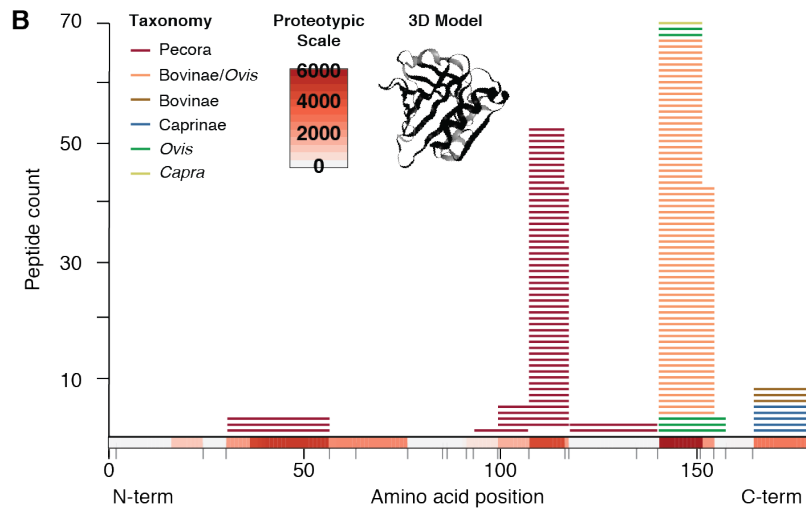 B
Taxonomy
Pecora
Bovinae/Ovis
Bovinae
Caprinae
Ovis
Capra
Proteotypic
Scale
6000
4000
2000
0
3D Model
Peptide count
70
50
30
10
0
50
100
150
N-term
Amino acid position
C-term